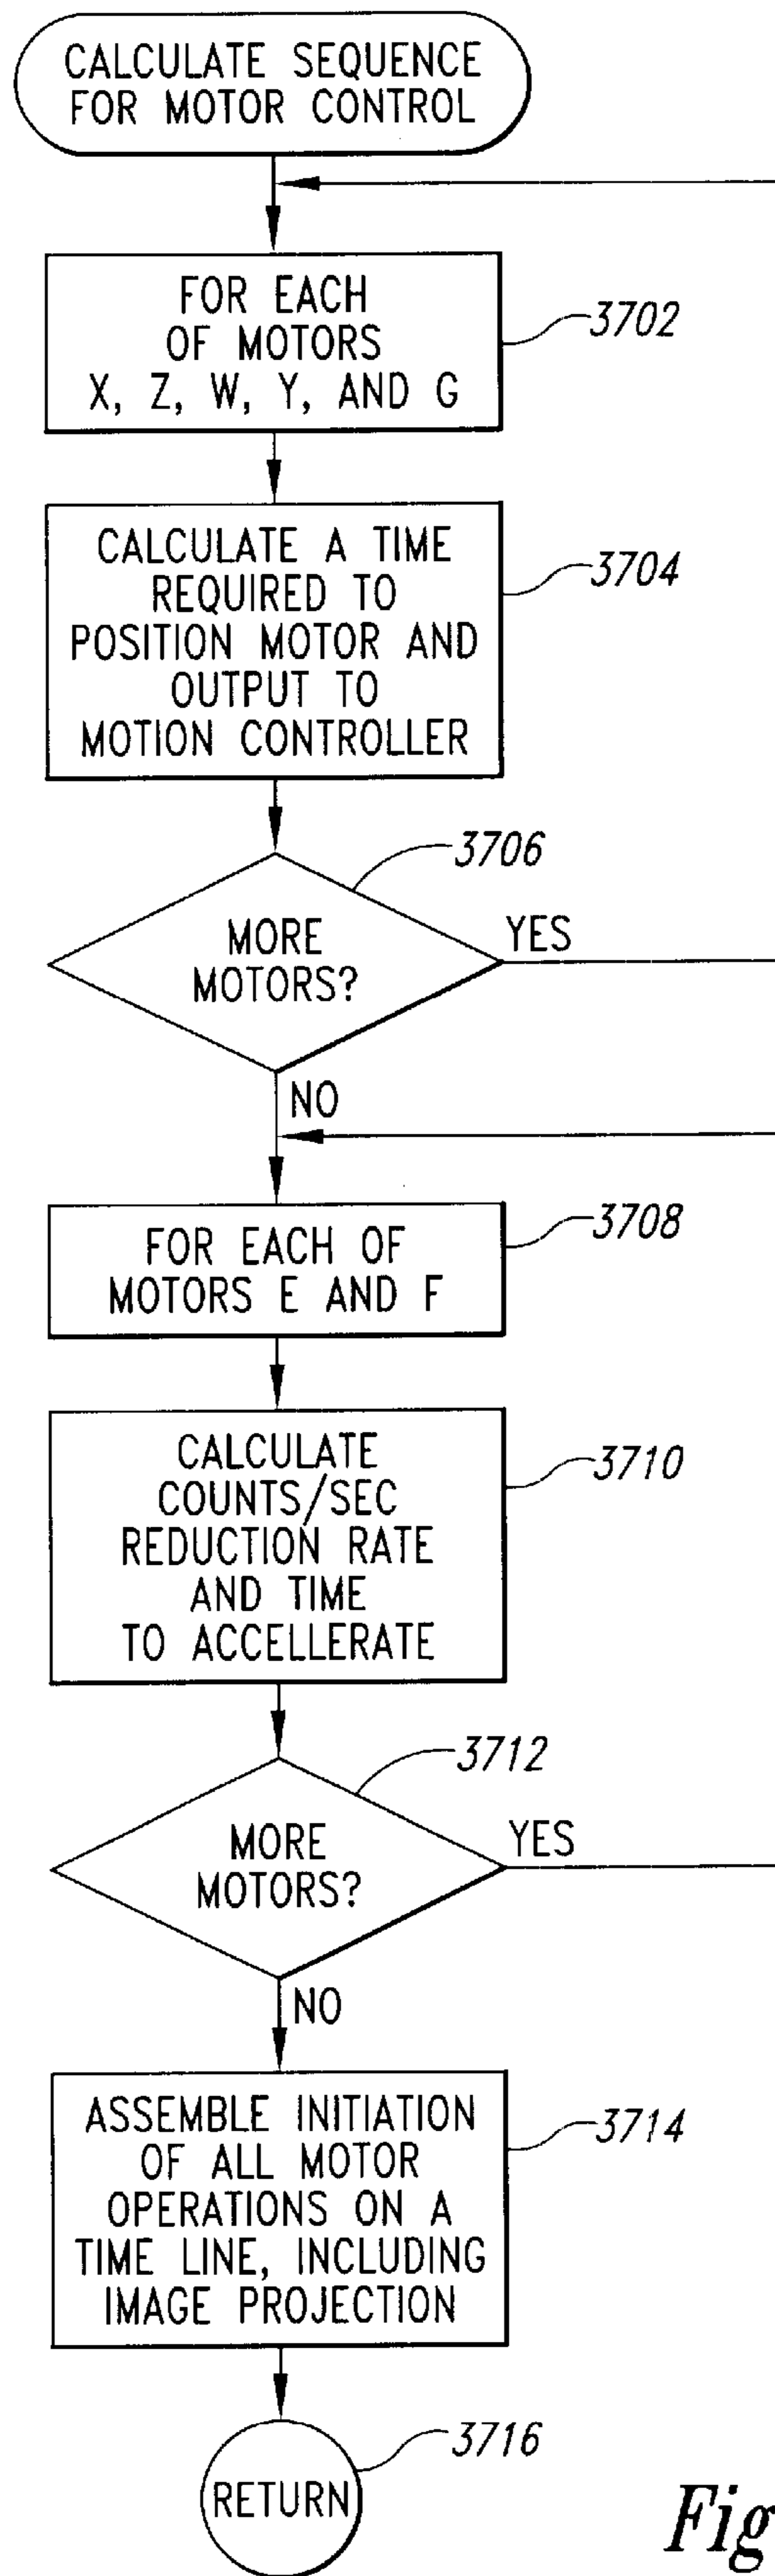 CALCULATE SEQUENCE
FOR MOTOR CONTROL
FOR EACH
OF MOTORS
X, Z, W, Y, AND G
3702
CALCULATE A TIME
REQUIRED TO
POSITION MOTOR AND
OUTPUT TO
MOTION CONTROLLER
3704
3706
MORE
MOTORS?
YES
NO
FOR EACH OF
MOTORS E AND F
3708
CALCULATE
COUNTS/SEC
REDUCTION RATE
AND TIME
TO ACCELLERATE
3710
3712
MORE
MOTORS?
YES
NO
ASSEMBLE INITIATION
OF ALL MOTOR
OPERATIONS ON A
TIME LINE, INCLUDING
IMAGE PROJECTION
3714
RETURN
3716
Fig